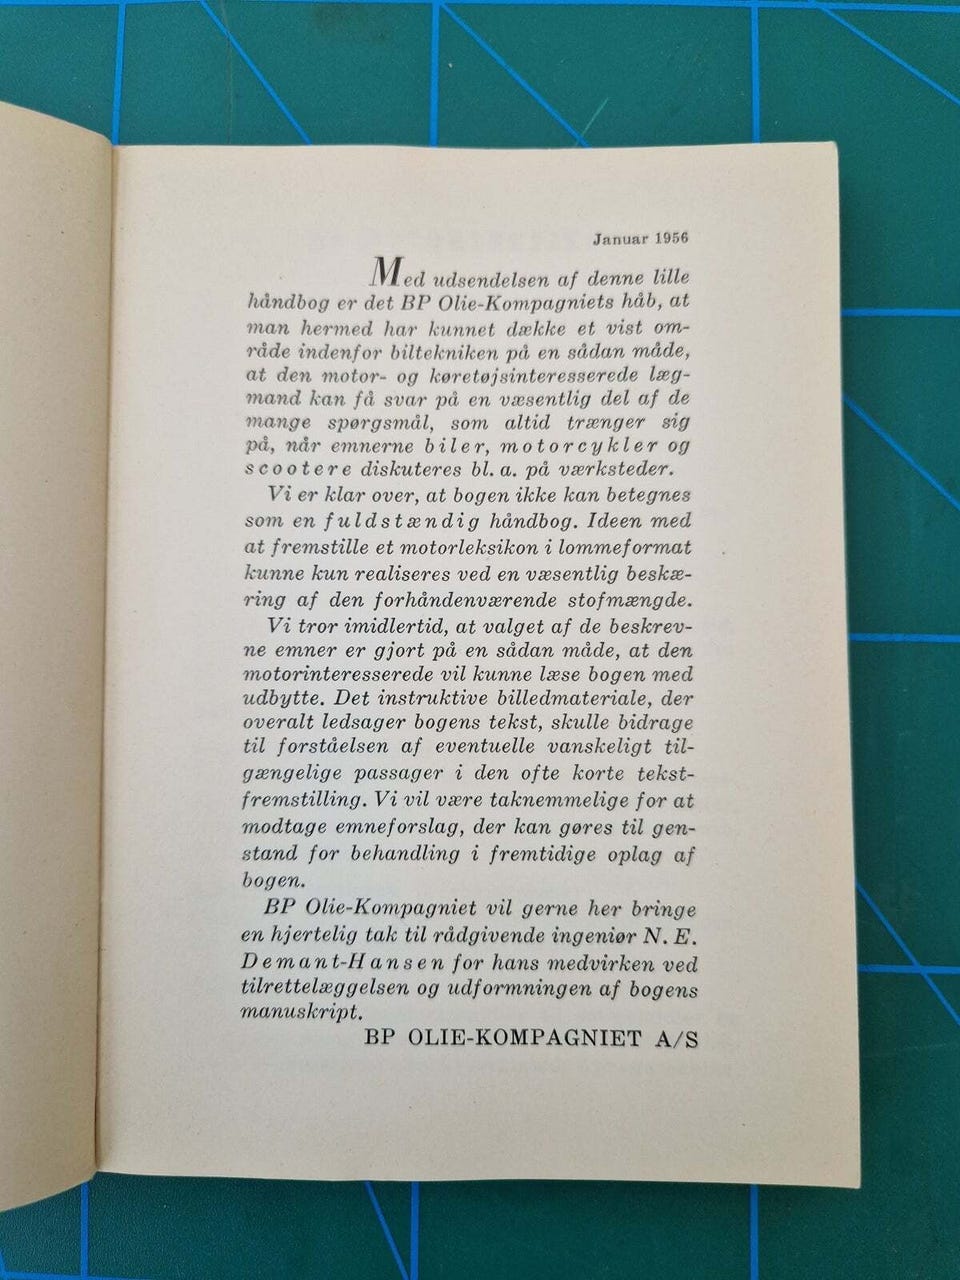 Januar 1956
Med udsendelsen af denne lille
håndbog er det BP Olie-Kompagniets håb, at
man hermed har kunnet dække et vist om-
råde indenfor biltekniken på en sådan måde,
at den motor- og køretøjsinteresserede læg-
mand kan få svar på en væsentlig del af de
mange spørgsmål, som altid trænger sig
på, når emnerne biler, motorcykler og
scootere diskuteres bl. a. på værksteder.
Vi er klar over, at bogen ikke kan betegnes
som en fuldstændig håndbog. Ideen med
at fremstille et motorleksikon i lommeformat
kunne kun realiseres ved en væsentlig beskæ-
ring af den forhåndenværende stofmængde.
Vi tror imidlertid, at valget af de beskrev-
ne emner er gjort på en sådan måde, at den
motorinteresserede vil kunne læse bogen med
udbytte. Det instruktive billedmateriale, der
overalt ledsager bogens tekst, skulle bidrage
til forståelsen af eventuelle vanskeligt til-
gængelige passager i den ofte korte tekst-
fremstilling. Vi vil være taknemmelige for at
modtage emneforslag, der kan gøres til gen-
stand for behandling i fremtidige oplag af
bogen.
BP Olie-Kompagniet vil gerne her bringe
en hjertelig tak til rådgivende ingeniør N. E.
Demant-Hansen for hans medvirken ved
tilrettelæggelsen og udformningen af bogens
manuskript.
BP OLIE-KOMPAGNIET A/S